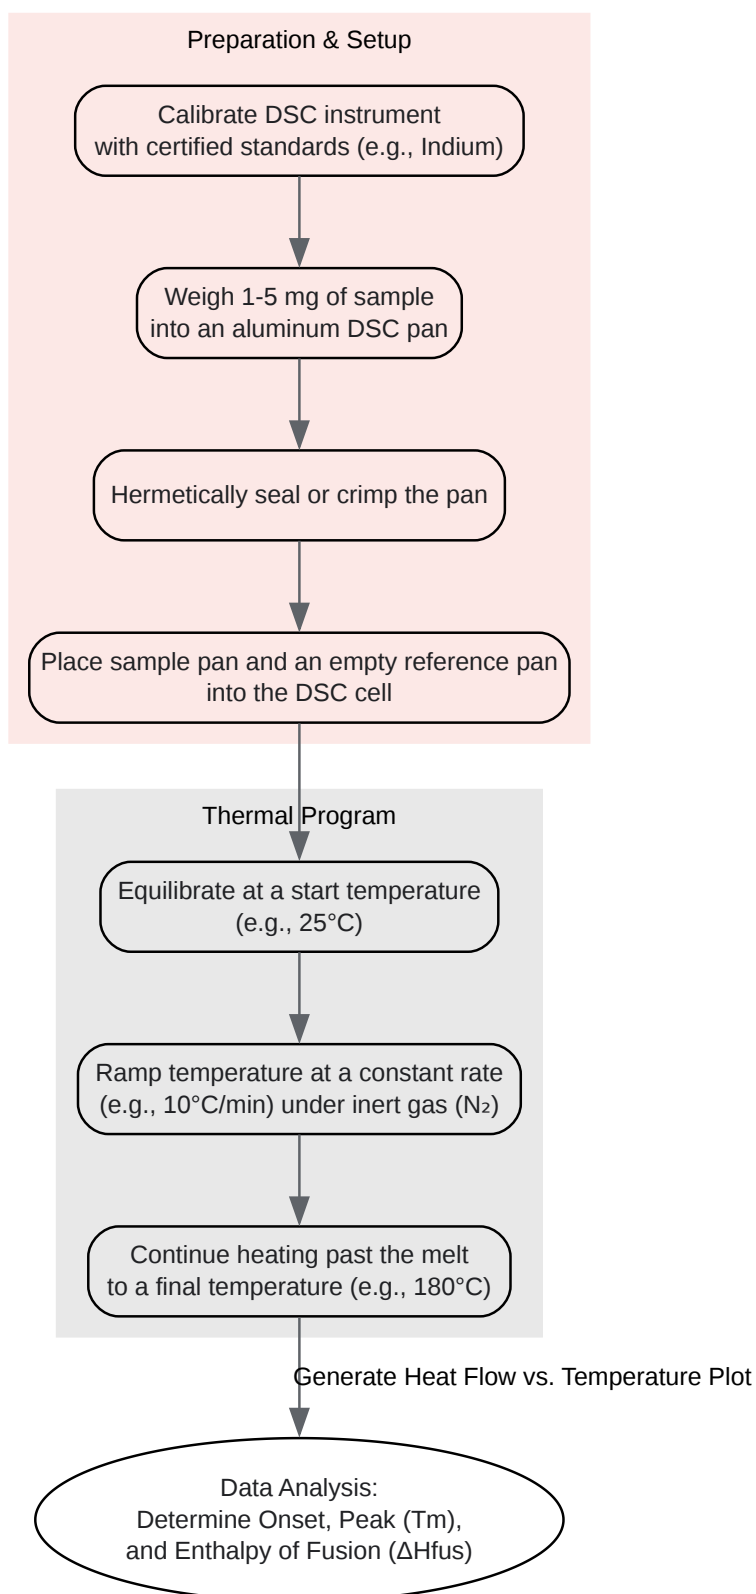 Preparation & Setup
Calibrate DSC instrument
with certified standards (e.g., Indium)
Weigh 1-5 mg of sample
into an aluminum DSC pan
Hermetically seal or crimp the pan
Place sample pan and an empty reference pan
into the DSC cell
Thermal Program
Equilibrate at a start temperature
(e.g., 25°C)
Ramp temperature at a constant rate
(e.g., 10°C/min) under inert gas (N₂)
Continue heating past the melt
to a final temperature (e.g., 180°C)
Generate Heat Flow vs. Temperature Plot
Data Analysis:
Determine Onset, Peak (Tm),
and Enthalpy of Fusion (ΔHfus)